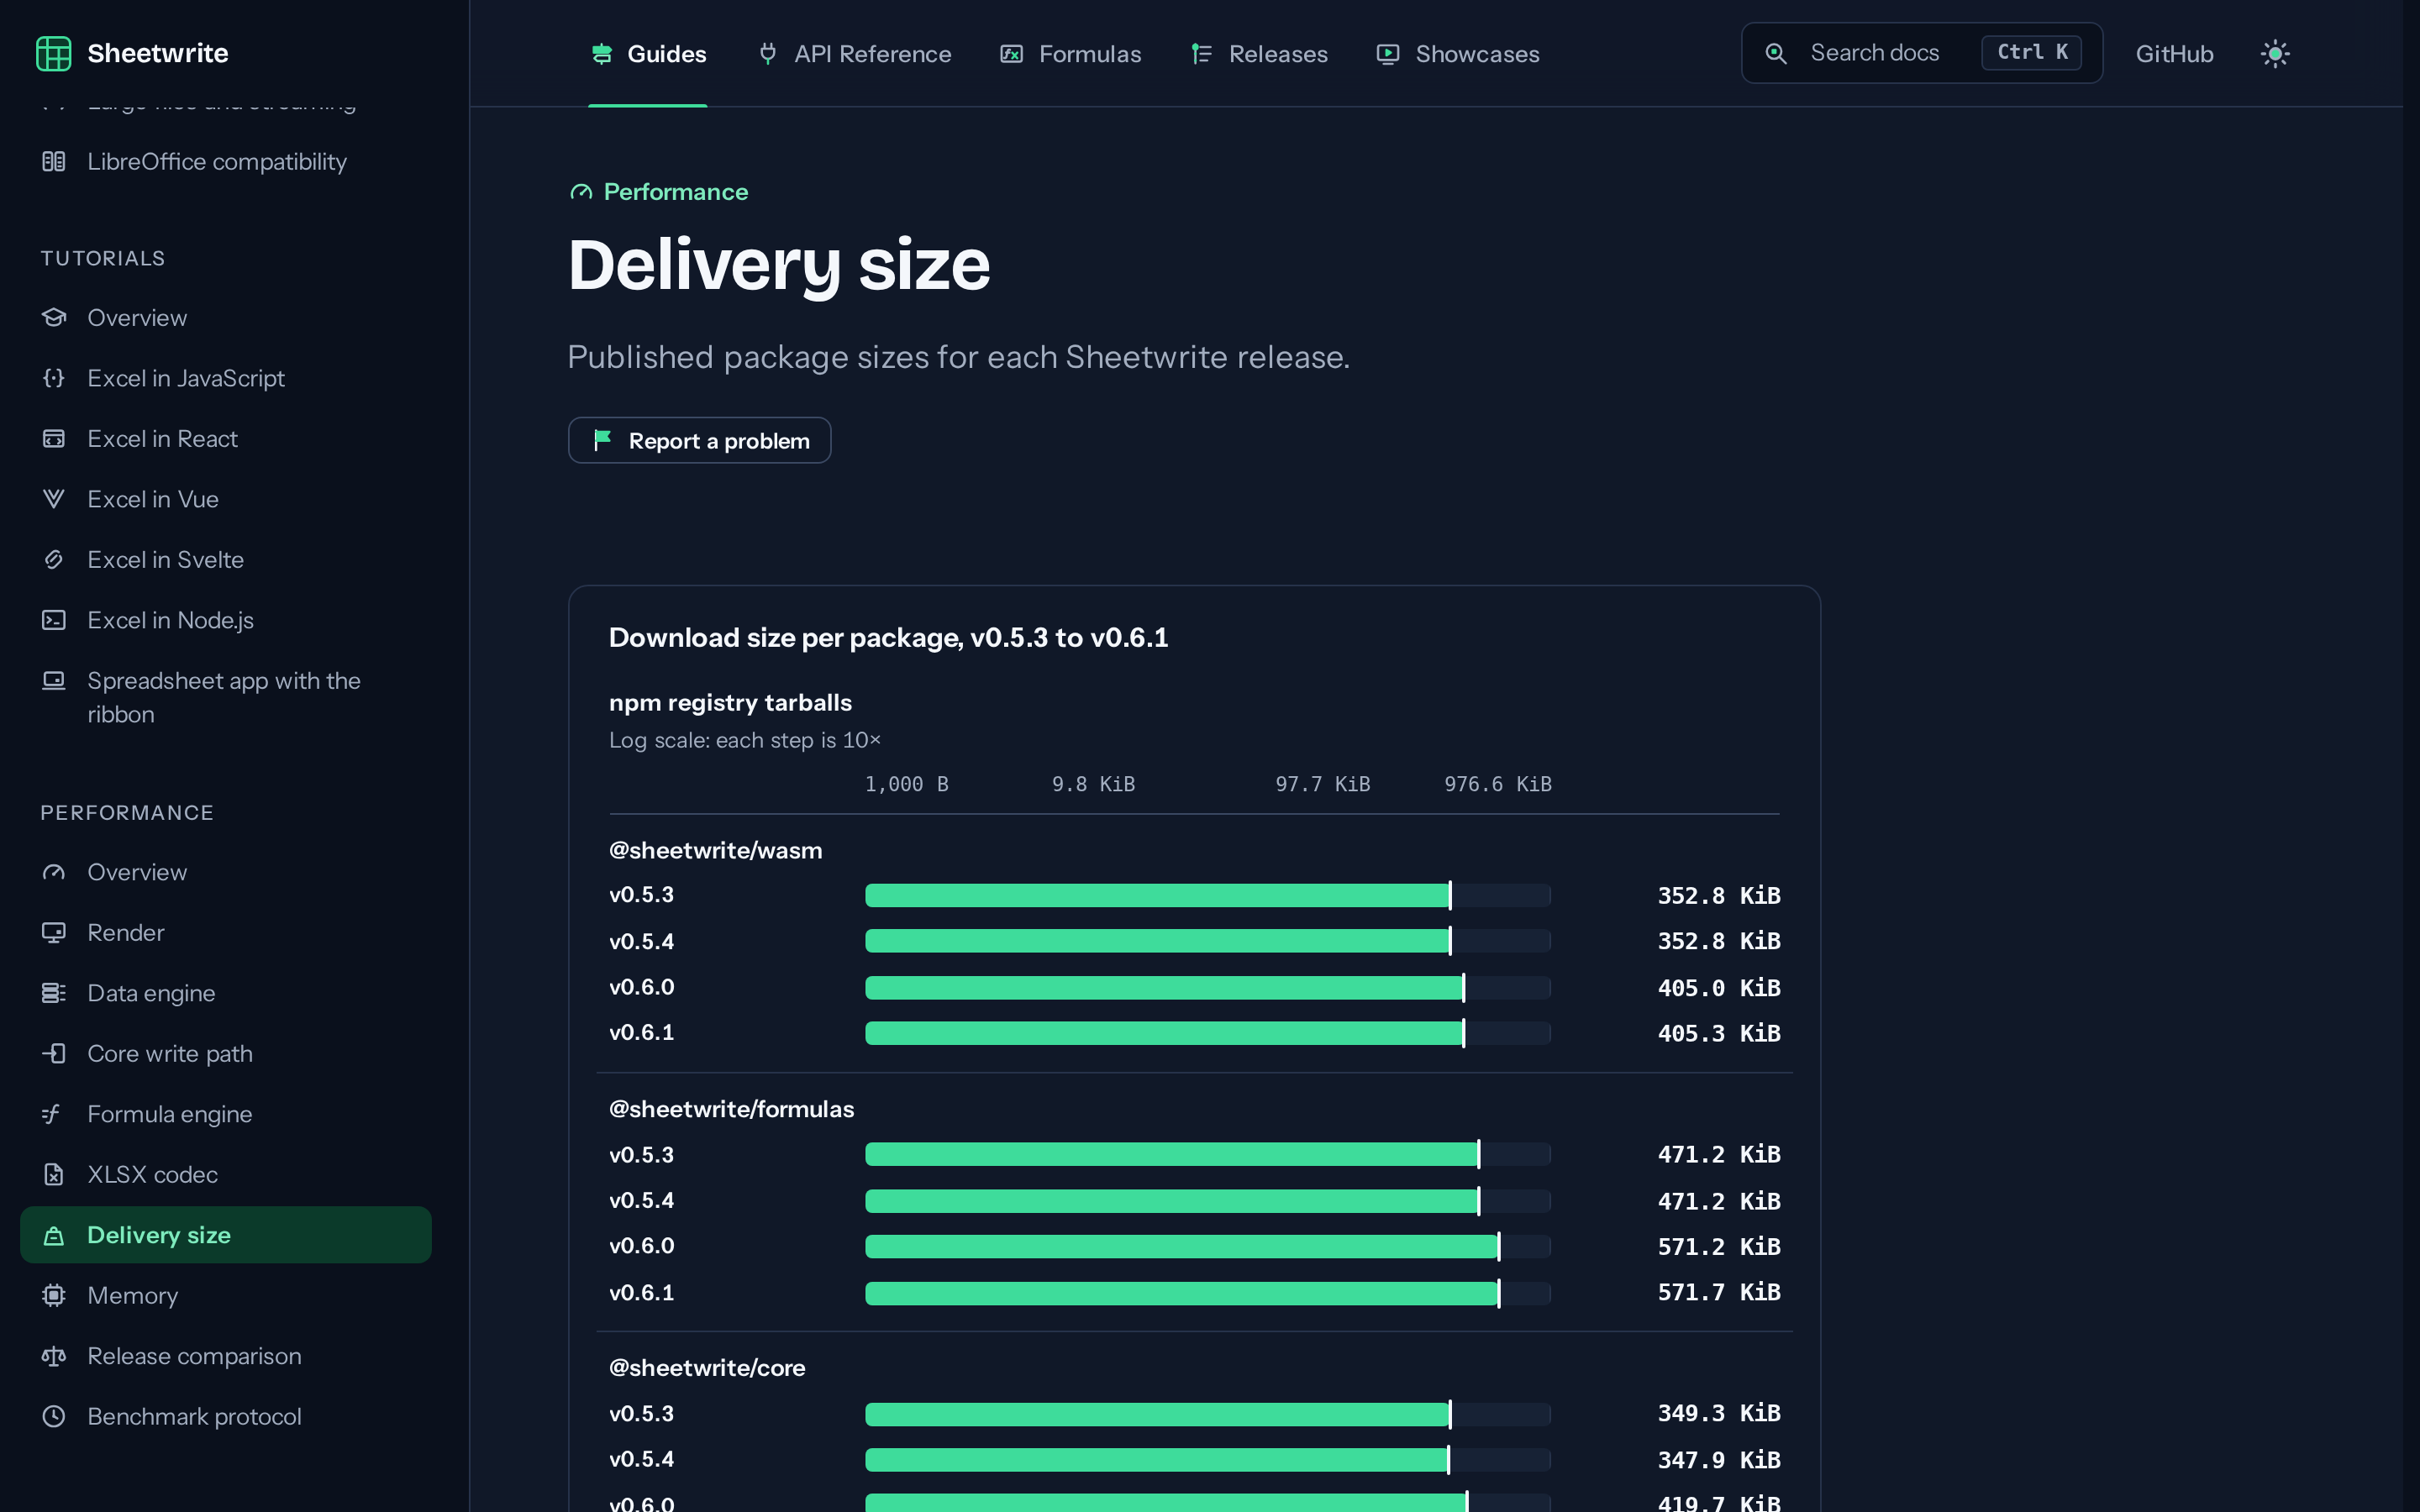 Sheetwrite
Guides
API Reference
Formulas
Releases
Showcases
Search docs
Ctrl K
GitHub
Large files and streaming
LibreOffice compatibility
TUTORIALS
Overview
Excel in JavaScript
Excel in React
Excel in Vue
Excel in Svelte
Excel in Node.js
Spreadsheet app with the
ribbon
PERFORMANCE
Overview
Render
Data engine
Core write path
Formula engine
XLSX codec
Delivery size
Memory
Release comparison
Benchmark protocol
Performance
Delivery size
Published package sizes for each Sheetwrite release.
Report a problem
Download size per package, v0.5.3 to v0.6.1
npm registry tarballs
Log scale: each step is 10×
1,000 B 9.8 KiB 97.7 KiB 976.6 KiB
@sheetwrite/wasm
v0.5.3 352.8 KiB
v0.5.4 352.8 KiB
v0.6.0 405.0 KiB
v0.6.1 405.3 KiB
@sheetwrite/formulas
v0.5.3 471.2 KiB
v0.5.4 471.2 KiB
v0.6.0 571.2 KiB
v0.6.1 571.7 KiB
@sheetwrite/core
v0.5.3 349.3 KiB
v0.5.4 347.9 KiB
v0.6.0 419.7 KiB